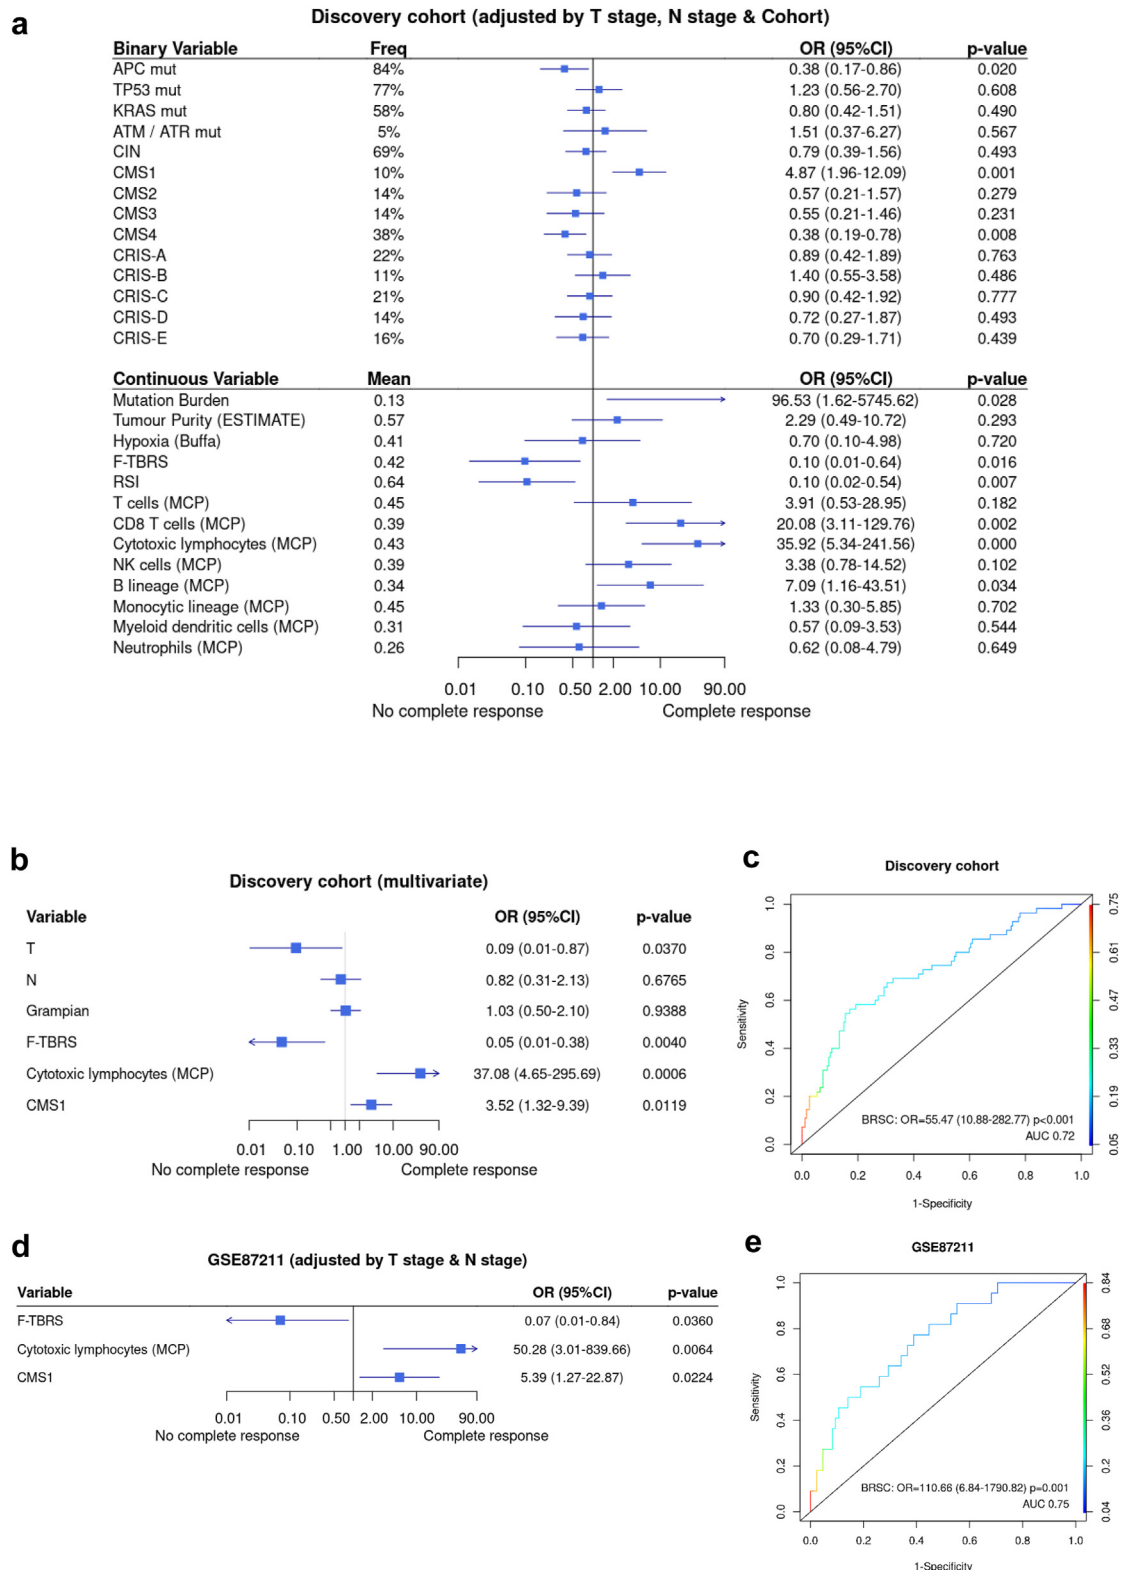 a
Discovery cohort (adjusted by T stage, N stage & Cohort)
Binary Variable Freq OR (95%CI) p-value
APC mut 84% 0.38 (0.17-0.86) 0.020
TP53 mut 77% 1.23 (0.56-2.70) 0.608
KRAS mut 58% 0.80 (0.42-1.51) 0.490
ATM / ATR mut 5% 1.51 (0.37-6.27) 0.567
CIN 69% 0.79 (0.39-1.56) 0.493
CMS1 10% 4.87 (1.96-12.09) 0.001
CMS2 14% 0.57 (0.21-1.57) 0.279
CMS3 14% 0.55 (0.21-1.46) 0.231
CMS4 38% 0.38 (0.19-0.78) 0.008
CRIS-A 22% 0.89 (0.42-1.89) 0.763
CRIS-B 11% 1.40 (0.55-3.58) 0.486
CRIS-C 21% 0.90 (0.42-1.92) 0.777
CRIS-D 14% 0.72 (0.27-1.87) 0.493
CRIS-E 16% 0.70 (0.29-1.71) 0.439
Continuous Variable Mean OR (95%CI) p-value
Mutation Burden 0.13 96.53 (1.62-5745.62) 0.028
Tumour Purity (ESTIMATE) 0.57 2.29 (0.49-10.72) 0.293
Hypoxia (Buffa) 0.41 0.70 (0.10-4.98) 0.720
F-TBRS 0.42 0.10 (0.01-0.64) 0.016
RSI 0.64 0.10 (0.02-0.54) 0.007
T cells (MCP) 0.45 3.91 (0.53-28.95) 0.182
CD8 T cells (MCP) 0.39 20.08 (3.11-129.76) 0.002
Cytotoxic lymphocytes (MCP) 0.43 35.92 (5.34-241.56) 0.000
NK cells (MCP) 0.39 3.38 (0.78-14.52) 0.102
B lineage (MCP) 0.34 7.09 (1.16-43.51) 0.034
Monocytic lineage (MCP) 0.45 1.33 (0.30-5.85) 0.702
Myeloid dendritic cells (MCP) 0.31 0.57 (0.09-3.53) 0.544
Neutrophils (MCP) 0.26 0.62 (0.08-4.79) 0.649
0.01 0.10 0.50 2.00 10.00 90.00
No complete response Complete response
b
Discovery cohort (multivariate)
Variable OR (95%CI) p-value
T 0.09 (0.01-0.87) 0.0370
N 0.82 (0.31-2.13) 0.6765
Grampian 1.03 (0.50-2.10) 0.9388
F-TBRS 0.05 (0.01-0.38) 0.0040
Cytotoxic lymphocytes (MCP) 37.08 (4.65-295.69) 0.0006
CMS1 3.52 (1.32-9.39) 0.0119
0.01 0.10 1.00 10.00 90.00
No complete response Complete response
c
Discovery cohort
Sensitivity
0.0 0.2 0.4 0.6 0.8 1.0
BRSC: OR=55.47 (10.88-282.77) p<0.001
AUC 0.72
0.05 0.19 0.33 0.47 0.61 0.75
0.0 0.2 0.4 0.6 0.8 1.0
1-Specificity
d
GSE87211 (adjusted by T stage & N stage)
Variable OR (95%CI) p-value
F-TBRS 0.07 (0.01-0.84) 0.0360
Cytotoxic lymphocytes (MCP) 50.28 (3.01-839.66) 0.0064
CMS1 5.39 (1.27-22.87) 0.0224
0.01 0.10 0.50 2.00 10.00 90.00
No complete response Complete response
e
GSE87211
Sensitivity
0.0 0.2 0.4 0.6 0.8 1.0
BRSC: OR=110.66 (6.84-1790.82) p=0.001
AUC 0.75
0.04 0.2 0.36 0.52 0.68 0.84
0.0 0.2 0.4 0.6 0.8 1.0
1-Specificity